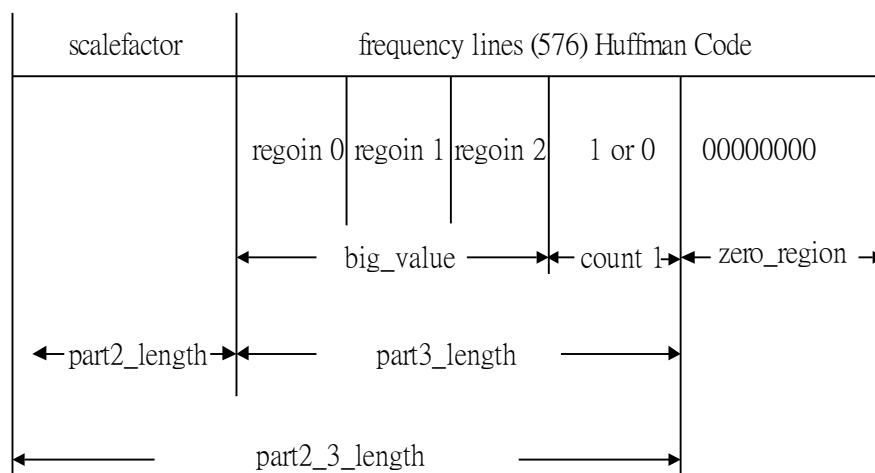 scalefactor frequency lines (576) Huffman Code
regoin 0 regoin 1 regoin 2 1 or 0 00000000
big_value count 1 zero_region
part2_length part3_length
part2_3_length